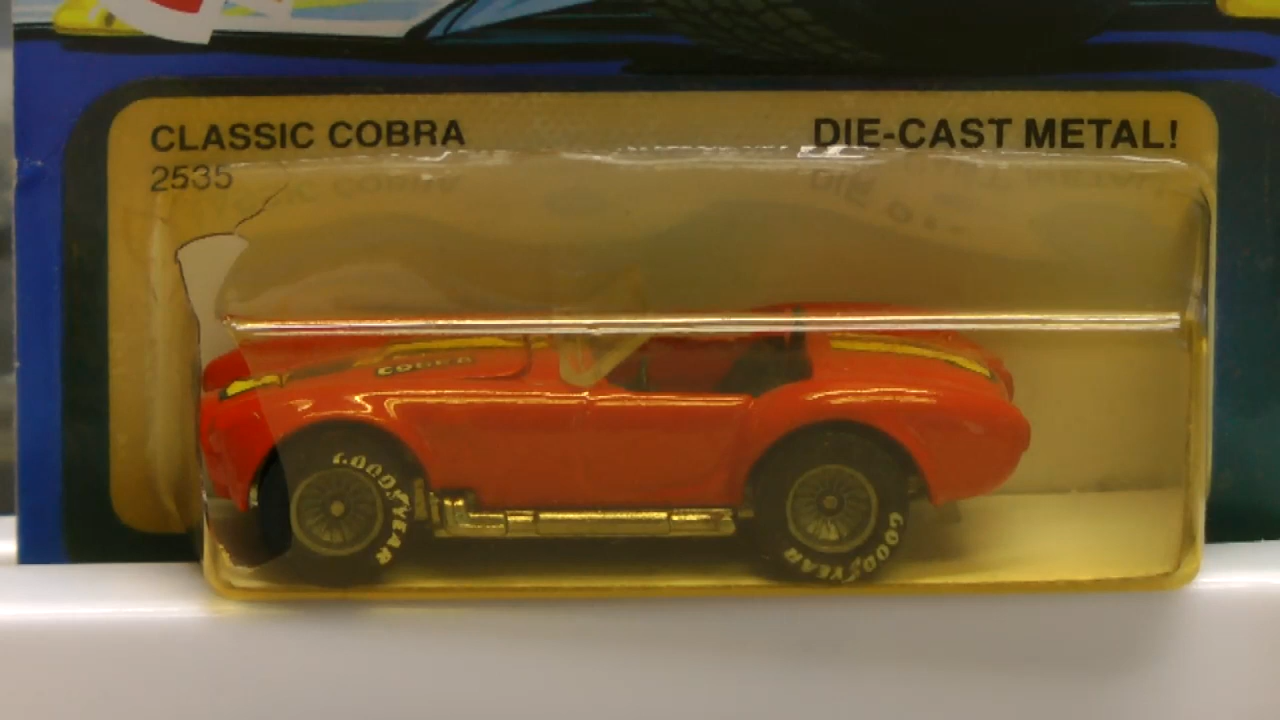 CLASSIC COBRA
2535
DIE-CAST METAL!
COBRA
GOODYEAR
GOODYEAR